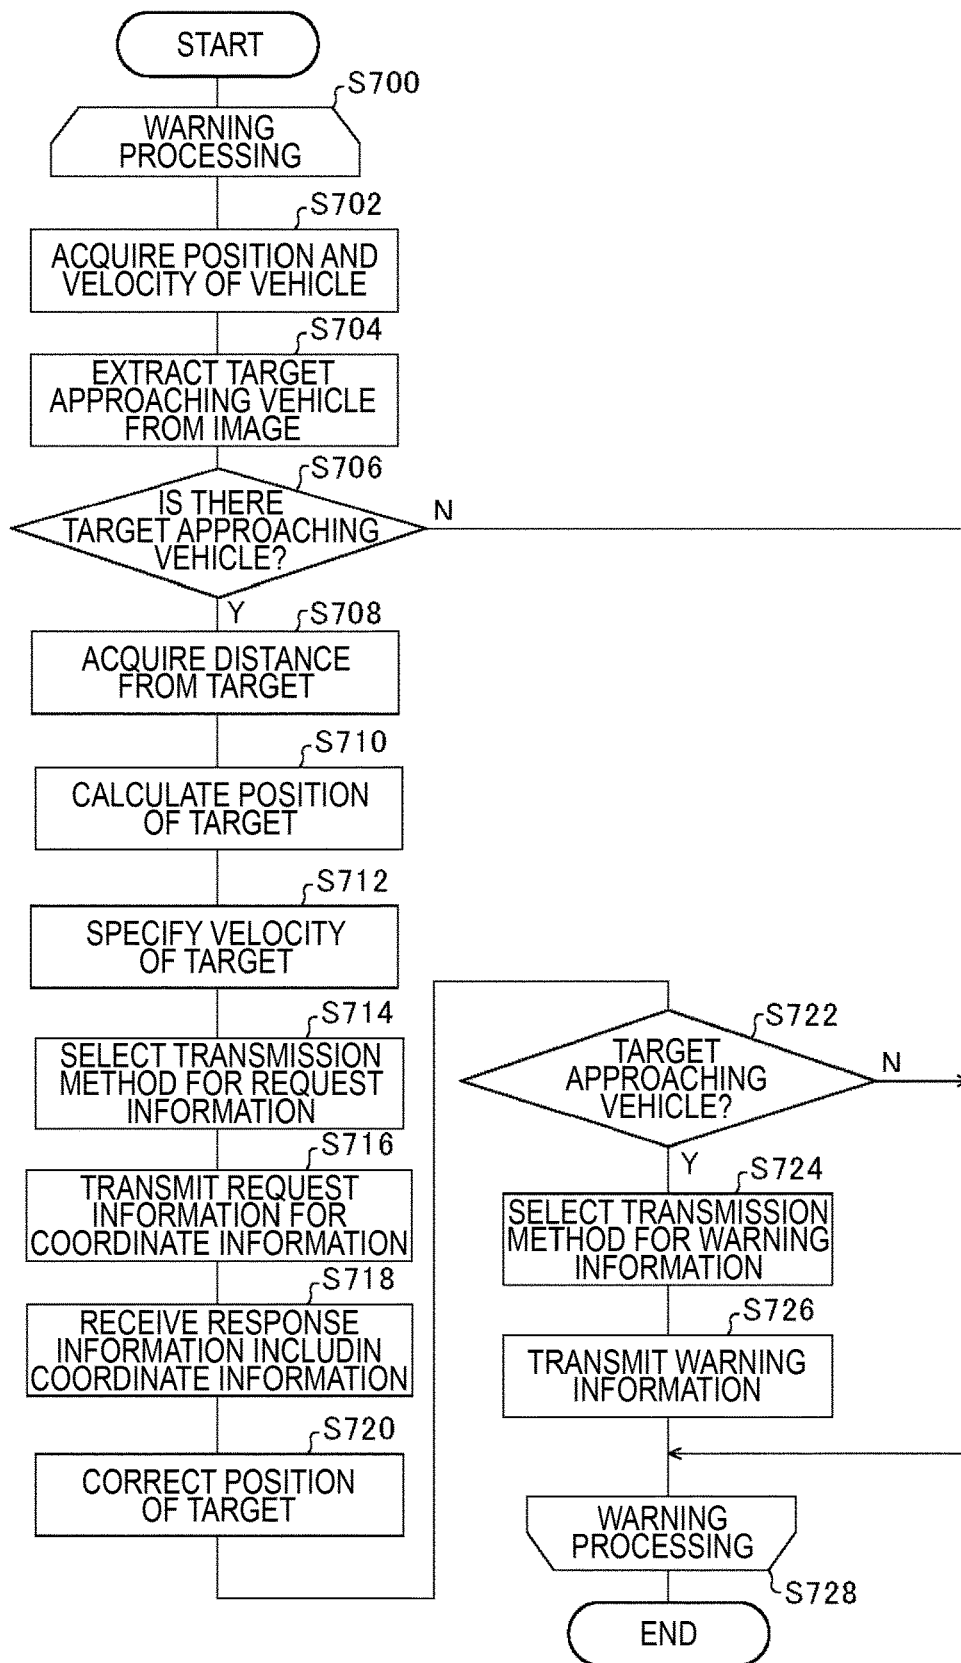 START
S700
WARNING
PROCESSING
S702
ACQUIRE POSITION AND
VELOCITY OF VEHICLE
S704
EXTRACT TARGET
APPROACHING VEHICLE
FROM IMAGE
S706
IS THERE
TARGET APPROACHING
VEHICLE?
N
Y
S708
ACQUIRE DISTANCE
FROM TARGET
S710
CALCULATE POSITION
OF TARGET
S712
SPECIFY VELOCITY
OF TARGET
S714
SELECT TRANSMISSION
METHOD FOR REQUEST
INFORMATION
S716
TRANSMIT REQUEST
INFORMATION FOR
COORDINATE INFORMATION
S718
RECEIVE RESPONSE
INFORMATION INCLUDIN
COORDINATE INFORMATION
S720
CORRECT POSITION
OF TARGET
S722
TARGET
APPROACHING
VEHICLE?
N
Y
S724
SELECT TRANSMISSION
METHOD FOR WARNING
INFORMATION
S726
TRANSMIT WARNING
INFORMATION
WARNING
PROCESSING
S728
END